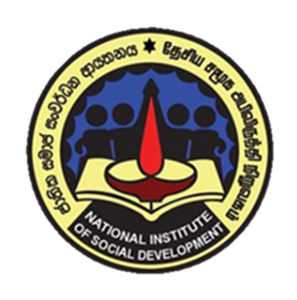 ජාතික සමාජ සංවර්ධන ආයතනය
தேசிய சமூக அபிவிருத்தி நிறுவகம்
NATIONAL INSTITUTE
OF SOCIAL DEVELOPMENT